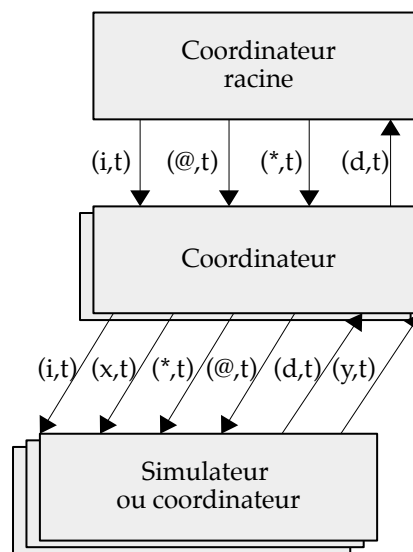 Coordinateur
racine
(i,t) (@,t) (*,t) (d,t)
Coordinateur
(i,t) (x,t) (*,t) (@,t) (d,t) (y,t)
Simulateur
ou coordinateur